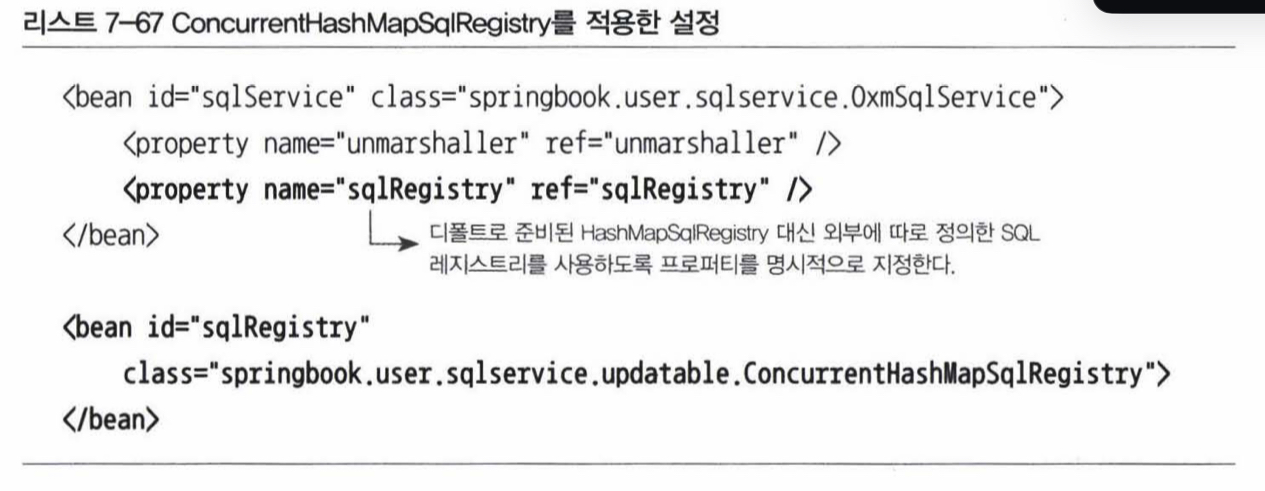 리스트 7–67 ConcurrentHashMapSqlRegistry를 적용한 설정
<bean id="sqlService" class="springbook.user.sqlservice.OxmSqlService">
<property name="unmarshaller" ref="unmarshaller" />
<property name="sqlRegistry" ref="sqlRegistry" />
</bean>
디폴트로 준비된 HashMapSqlRegistry 대신 외부에 따로 정의한 SQL
레지스트리를 사용하도록 프로퍼티를 명시적으로 지정한다.
<bean id="sqlRegistry"
class="springbook.user.sqlservice.updatable.ConcurrentHashMapSqlRegistry">
</bean>